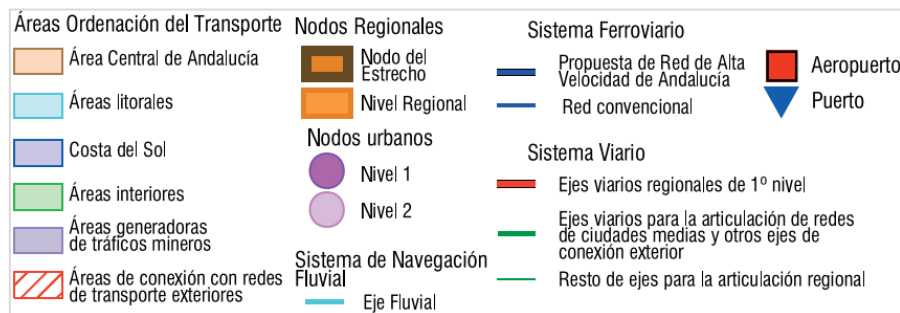 Áreas Ordenación del Transporte
Área Central de Andalucía
Áreas litorales
Costa del Sol
Áreas interiores
Áreas generadoras
de tráficos mineros
Áreas de conexión con redes
de transporte exteriores
Nodos Regionales
Nodo del
Estrecho
Nivel Regional
Nodos urbanos
Nivel 1
Nivel 2
Sistema de Navegación
Fluvial
Eje Fluvial
Sistema Ferroviario
Propuesta de Red de Alta
Velocidad de Andalucía
Red convencional
Sistema Viario
Ejes viarios regionales de 1º nivel
Ejes viarios para la articulación de redes
de ciudades medias y otros ejes de
conexión exterior
Resto de ejes para la articulación regional
Aeropuerto
Puerto